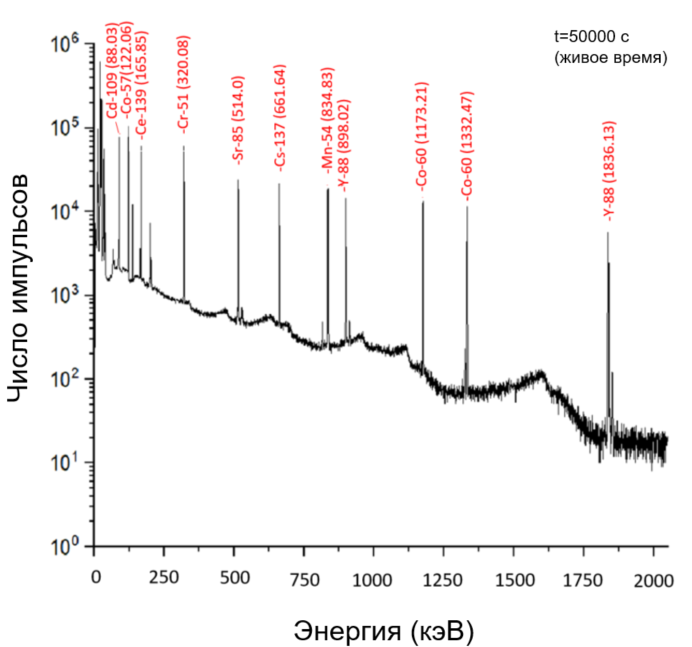 t=50000 с
(живое время)
Cd-109 (88.03)
-Co-57(122.06)
-Ce-139 (165.85)
-Cr-51 (320.08)
-Sr-85 (514.0)
-Cs-137 (661.64)
-Mn-54 (834.83)
-Y-88 (898.02)
-Co-60 (1173.21)
-Co-60 (1332.47)
-Y-88 (1836.13)
Число импульсов
10⁶
10⁵
10⁴
10³
10²
10¹
10⁰
0 250 500 750 1000 1250 1500 1750 2000
Энергия (кэВ)